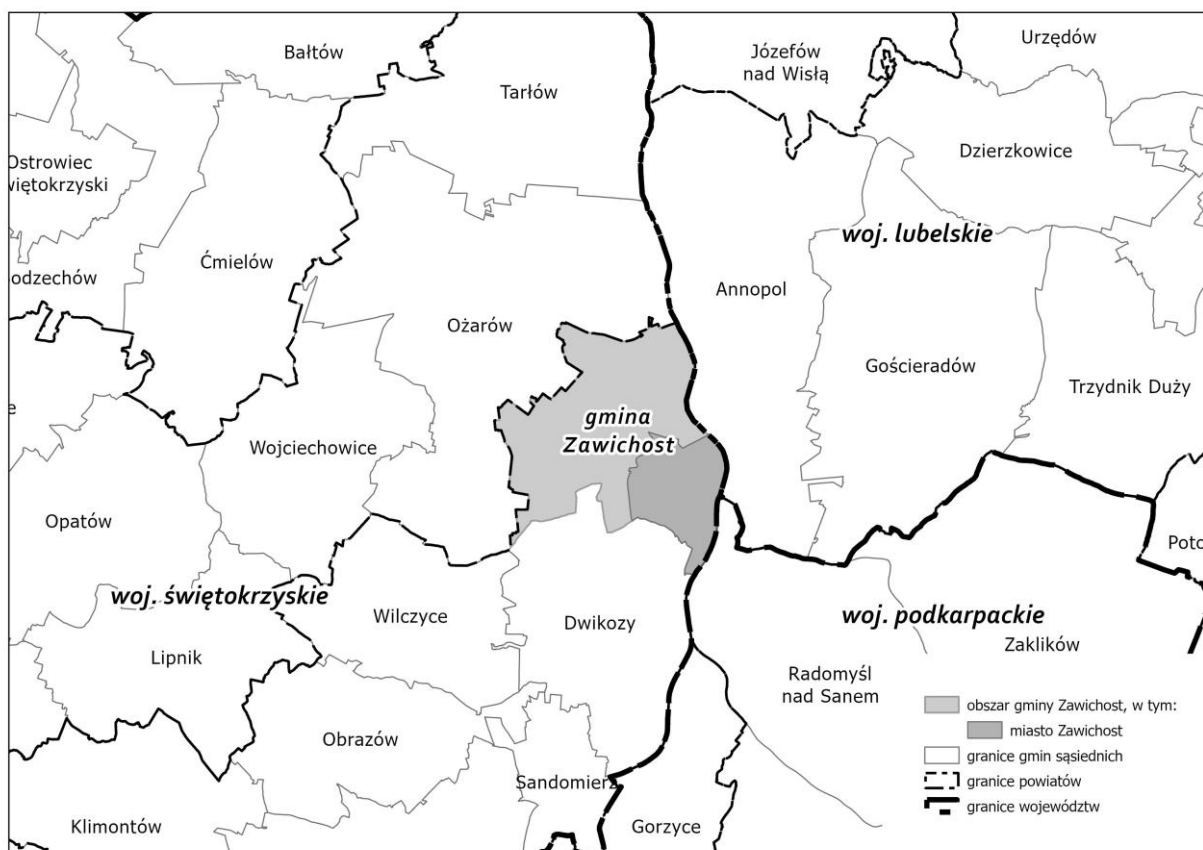 Bałtów
Tarłów
Józefów
nad Wisłą
Urzędów
Ostrowiec
więtokrzyski
Dzierzkowice
odzechów
Ćmielów
woj. lubelskie
Annopol
Ożarów
Gościeradów
Trzydnik Duży
e
gmina
Zawichost
Wojciechowice
Opatów
Poto
woj. świętokrzyskie
Wilczyce
Dwikozy
woj. podkarpackie
Zaklików
Lipnik
Radomyśl
nad Sanem
Obrazów
Sandomierz
Klimontów
Gorzyce
obszar gminy Zawichost, w tym:
miasto Zawichost
granice gmin sąsiednich
granice powiatów
granice województw